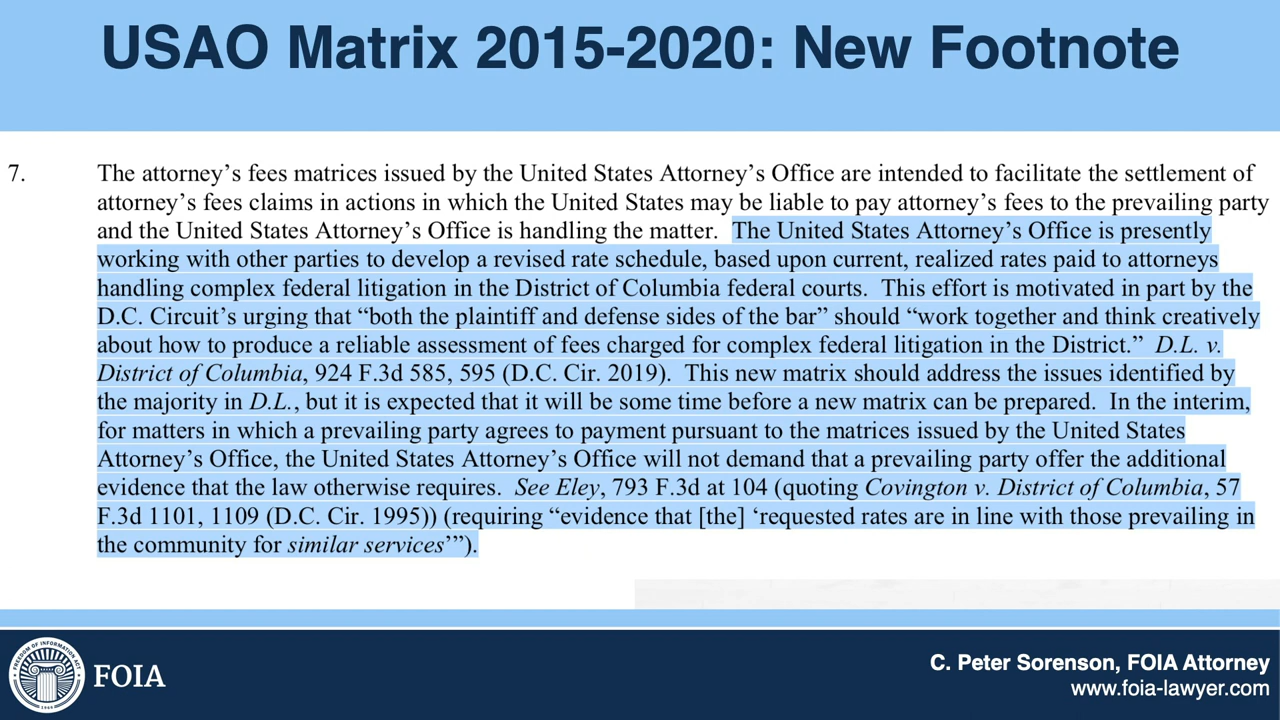 USAO Matrix 2015-2020: New Footnote
7. The attorney’s fees matrices issued by the United States Attorney’s Office are intended to facilitate the settlement of
attorney’s fees claims in actions in which the United States may be liable to pay attorney’s fees to the prevailing party
and the United States Attorney’s Office is handling the matter. The United States Attorney’s Office is presently
working with other parties to develop a revised rate schedule, based upon current, realized rates paid to attorneys
handling complex federal litigation in the District of Columbia federal courts. This effort is motivated in part by the
D.C. Circuit’s urging that “both the plaintiff and defense sides of the bar” should “work together and think creatively
about how to produce a reliable assessment of fees charged for complex federal litigation in the District.” D.L. v.
District of Columbia, 924 F.3d 585, 595 (D.C. Cir. 2019). This new matrix should address the issues identified by
the majority in D.L., but it is expected that it will be some time before a new matrix can be prepared. In the interim,
for matters in which a prevailing party agrees to payment pursuant to the matrices issued by the United States
Attorney’s Office, the United States Attorney’s Office will not demand that a prevailing party offer the additional
evidence that the law otherwise requires. See Eley, 793 F.3d at 104 (quoting Covington v. District of Columbia, 57
F.3d 1101, 1109 (D.C. Cir. 1995)) (requiring “evidence that [the] ‘requested rates are in line with those prevailing in
the community for similar services’”).
FREEDOM OF INFORMATION ACT
FOIA
C. Peter Sorenson, FOIA Attorney
www.foia-lawyer.com